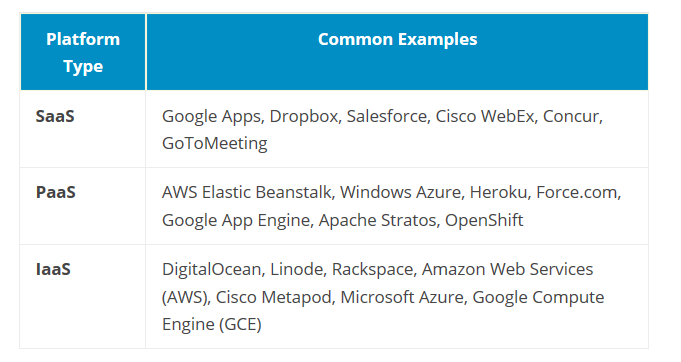 Platform
Type
Common Examples
SaaS
Google Apps, Dropbox, Salesforce, Cisco WebEx, Concur,
GoToMeeting
PaaS
AWS Elastic Beanstalk, Windows Azure, Heroku, Force.com,
Google App Engine, Apache Stratos, OpenShift
IaaS
DigitalOcean, Linode, Rackspace, Amazon Web Services
(AWS), Cisco Metapod, Microsoft Azure, Google Compute
Engine (GCE)